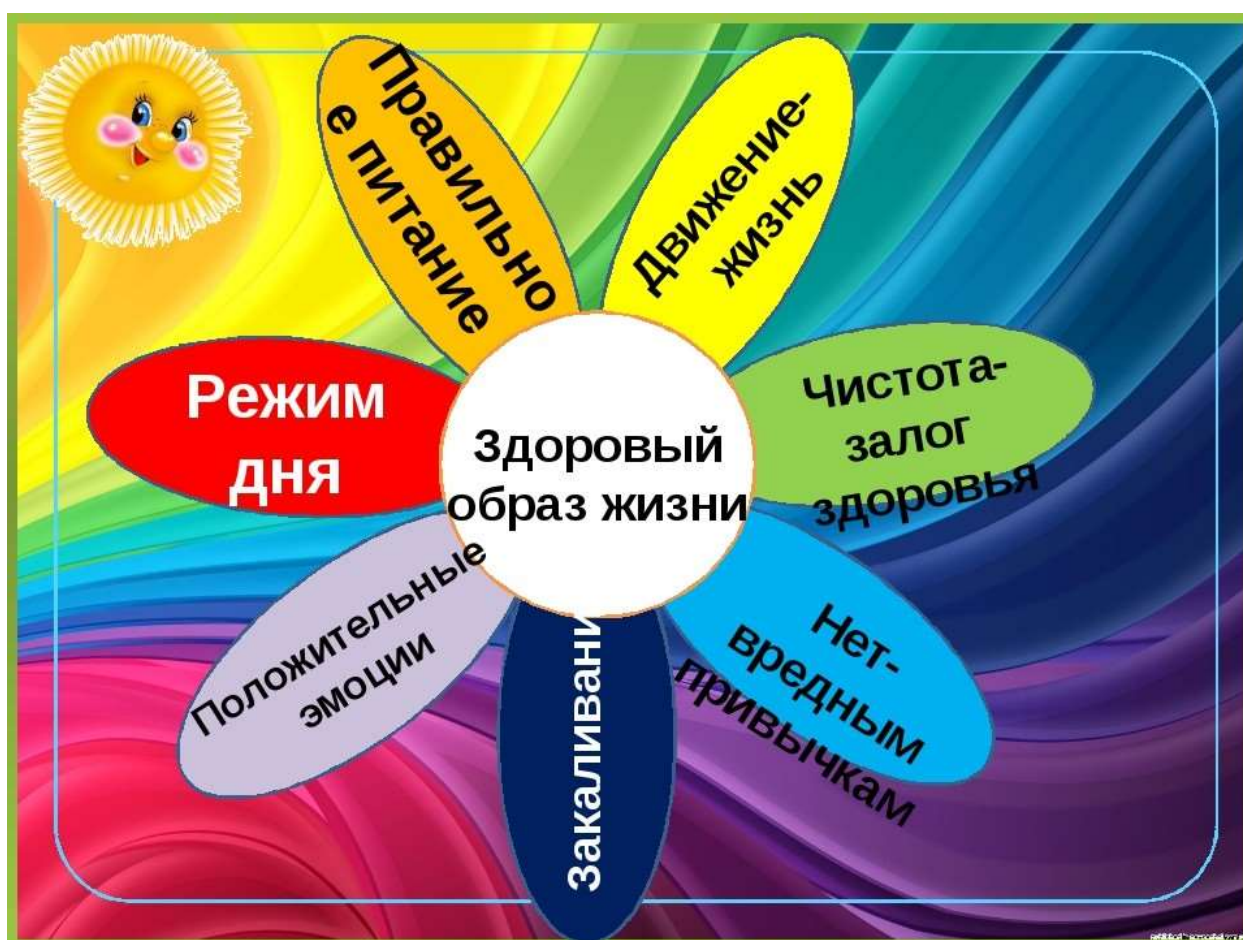 Правильно
е питание
Движение-
жизнь
Режим
дня
Чистота-
залог
здоровья
Здоровый
образ жизни
Положительные
эмоции
Закаливани
Нет-
вредным
привычкам